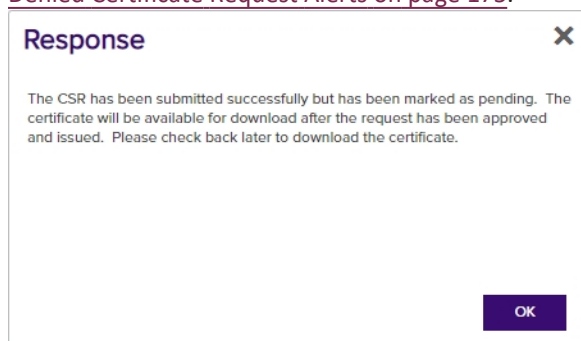 Denied Certificate Request Alerts on page 175.
Response
The CSR has been submitted successfully but has been marked as pending. The
certificate will be available for download after the request has been approved
and issued. Please check back later to download the certificate.
OK